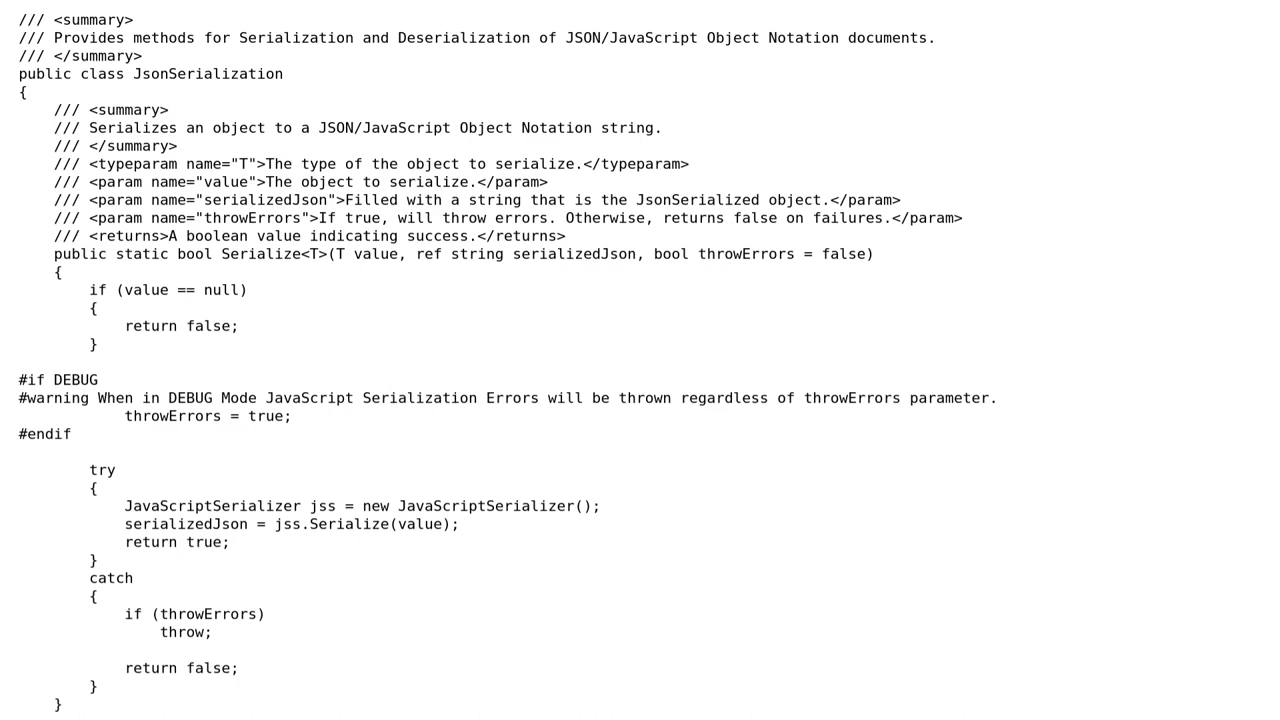 /// <summary>
/// Provides methods for Serialization and Deserialization of JSON/JavaScript Object Notation documents.
/// </summary>
public class JsonSerialization
{
    /// <summary>
    /// Serializes an object to a JSON/JavaScript Object Notation string.
    /// </summary>
    /// <typeparam name="T">The type of the object to serialize.</typeparam>
    /// <param name="value">The object to serialize.</param>
    /// <param name="serializedJson">Filled with a string that is the JsonSerialized object.</param>
    /// <param name="throwErrors">If true, will throw errors. Otherwise, returns false on failures.</param>
    /// <returns>A boolean value indicating success.</returns>
    public static bool Serialize<T>(T value, ref string serializedJson, bool throwErrors = false)
    {
        if (value == null)
        {
            return false;
        }

#if DEBUG
#warning When in DEBUG Mode JavaScript Serialization Errors will be thrown regardless of throwErrors parameter.
            throwErrors = true;
#endif

        try
        {
            JavaScriptSerializer jss = new JavaScriptSerializer();
            serializedJson = jss.Serialize(value);
            return true;
        }
        catch
        {
            if (throwErrors)
                throw;

            return false;
        }
    }